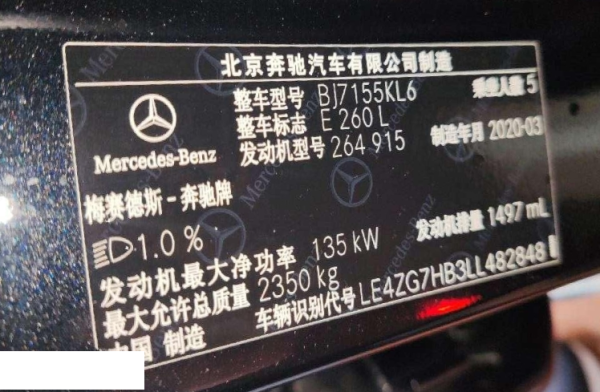 北京奔驰汽车有限公司制造
整车型号 BJ7155KL6 乘坐人数 5
整车标志 E 260 L
发动机型号 264 915 制造年月 2020-03
Mercedes-Benz
梅赛德斯-奔驰牌
1.0 % 发动机排量 1497 mL
发动机最大净功率 135 kW
最大允许总质量 2350 kg
车辆识别代号 LE4ZG7HB3LL482848
中国 制造